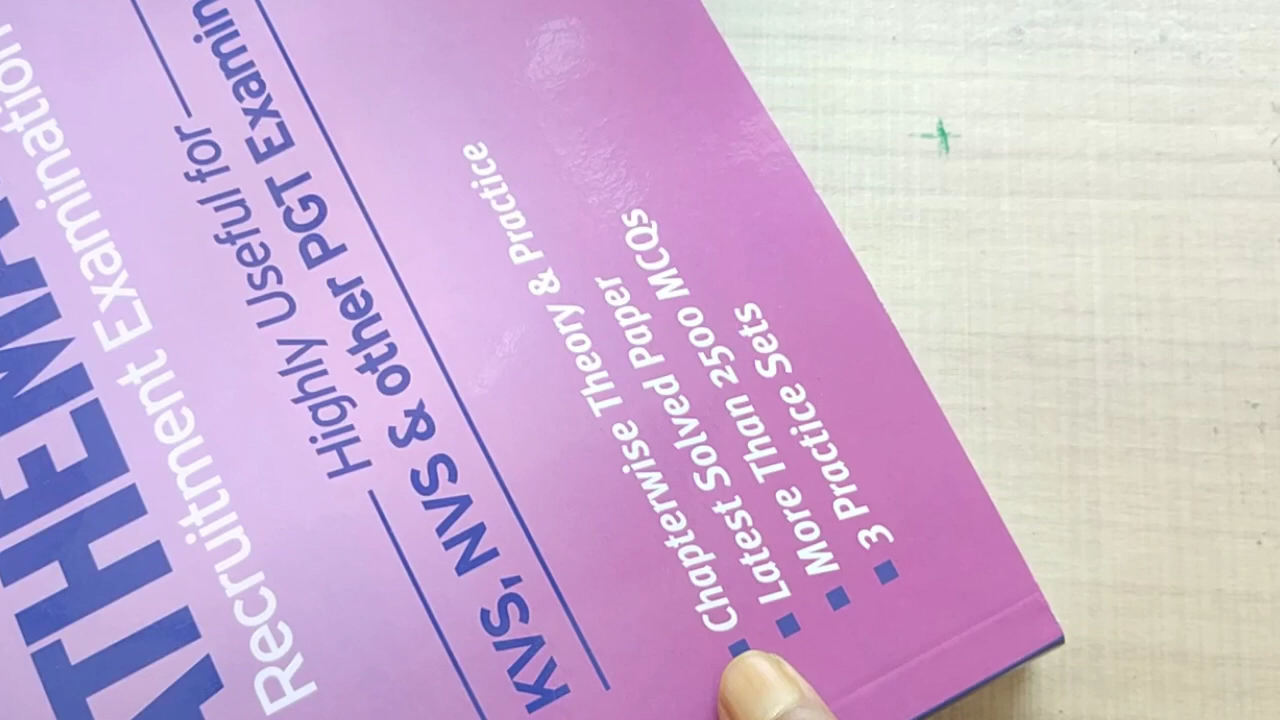 ATHEMA
Recruitment Examination
Highly Useful for
KVS, NVS & other PGT Examin
Chapterwise Theory & Practice
Latest Solved Paper
More Than 2500 MCQs
3 Practice Sets